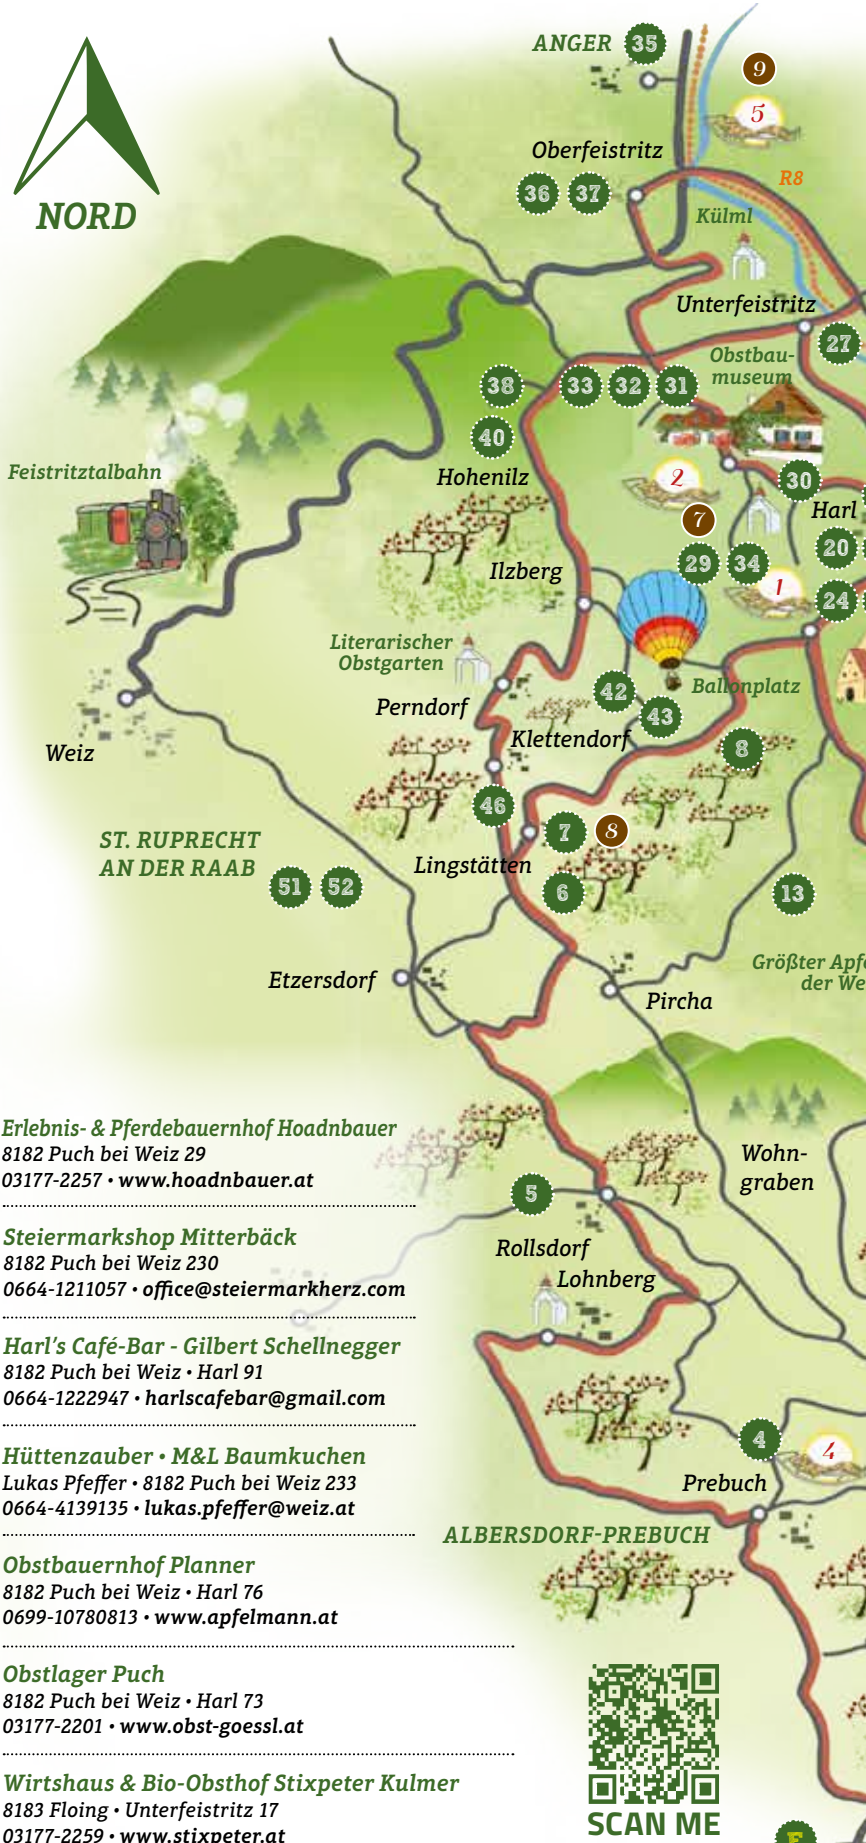 ANGER 35
9
5
Oberfeistritz
R8
36 37
NORD
Külml
Unterfeistritz
27
Obstbau-
museum
38
33 32 31
40
Hohenilz
2
30
Feistritztalbahn
Harl
7
20
29 34
Ilzberg
1
24
Literarischer
Obstgarten
42
Ballonplatz
Perndorf
43
Klettendorf
8
Weiz
46
7
8
ST. RUPRECHT
AN DER RAAB
51 52
Lingstätten
6
13
Etzersdorf
Größter Apf
der We
Pircha
Erlebnis- & Pferdebauernhof Hoadnbauer
8182 Puch bei Weiz 29
03177-2257 • www.hoadnbauer.at
Wohn-
graben
5
Rollsdorf
Lohnberg
Steiermarkshop Mitterbäck
8182 Puch bei Weiz 230
0664-1211057 • office@steiermarkherz.com
Harl's Café-Bar - Gilbert Schellnegger
8182 Puch bei Weiz • Harl 91
0664-1222947 • harlscafebar@gmail.com
4
4
Hüttenzauber • M&L Baumkuchen
Lukas Pfeffer • 8182 Puch bei Weiz 233
0664-4139135 • lukas.pfeffer@weiz.at
Prebuch
ALBERSDORF-PREBUCH
Obstbauernhof Planner
8182 Puch bei Weiz • Harl 76
0699-10780813 • www.apfelmann.at
Obstlager Puch
8182 Puch bei Weiz • Harl 73
03177-2201 • www.obst-goessl.at
Wirtshaus & Bio-Obsthof Stixpeter Kulmer
8183 Floing • Unterfeistritz 17
03177-2259 • www.stixpeter.at
SCAN ME